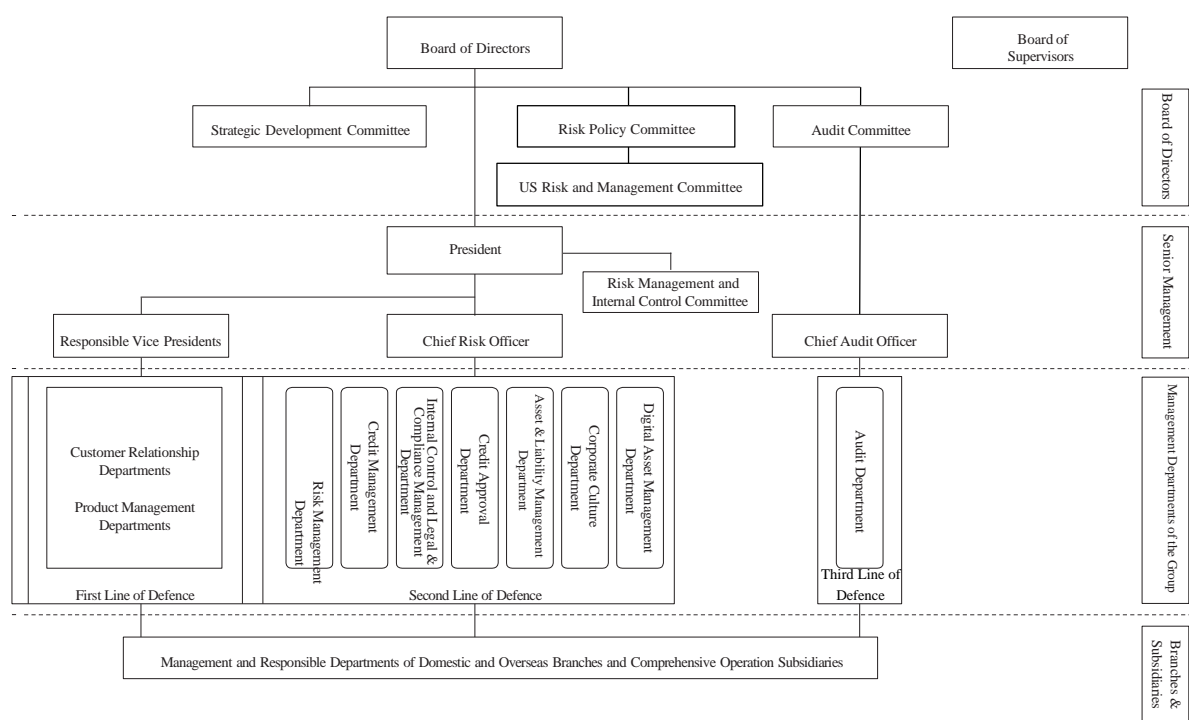 Board of Directors
Board of
Supervisors
Strategic Development Committee
Risk Policy Committee
Audit Committee
US Risk and Management Committee
Board of Directors
President
Risk Management and
Internal Control Committee
Responsible Vice Presidents
Chief Risk Officer
Chief Audit Officer
Senior Management
Customer Relationship
Departments
Product Management
Departments
First Line of Defence
Risk Management
Department
Credit Management
Department
Internal Control and Legal &
Compliance Management
Department
Credit Approval
Department
Asset & Liability Management
Department
Corporate Culture
Department
Digital Asset Management
Department
Second Line of Defence
Audit Department
Third Line of
Defence
Management Departments of the Group
Management and Responsible Departments of Domestic and Overseas Branches and Comprehensive Operation Subsidiaries
Branches &
Subsidiaries